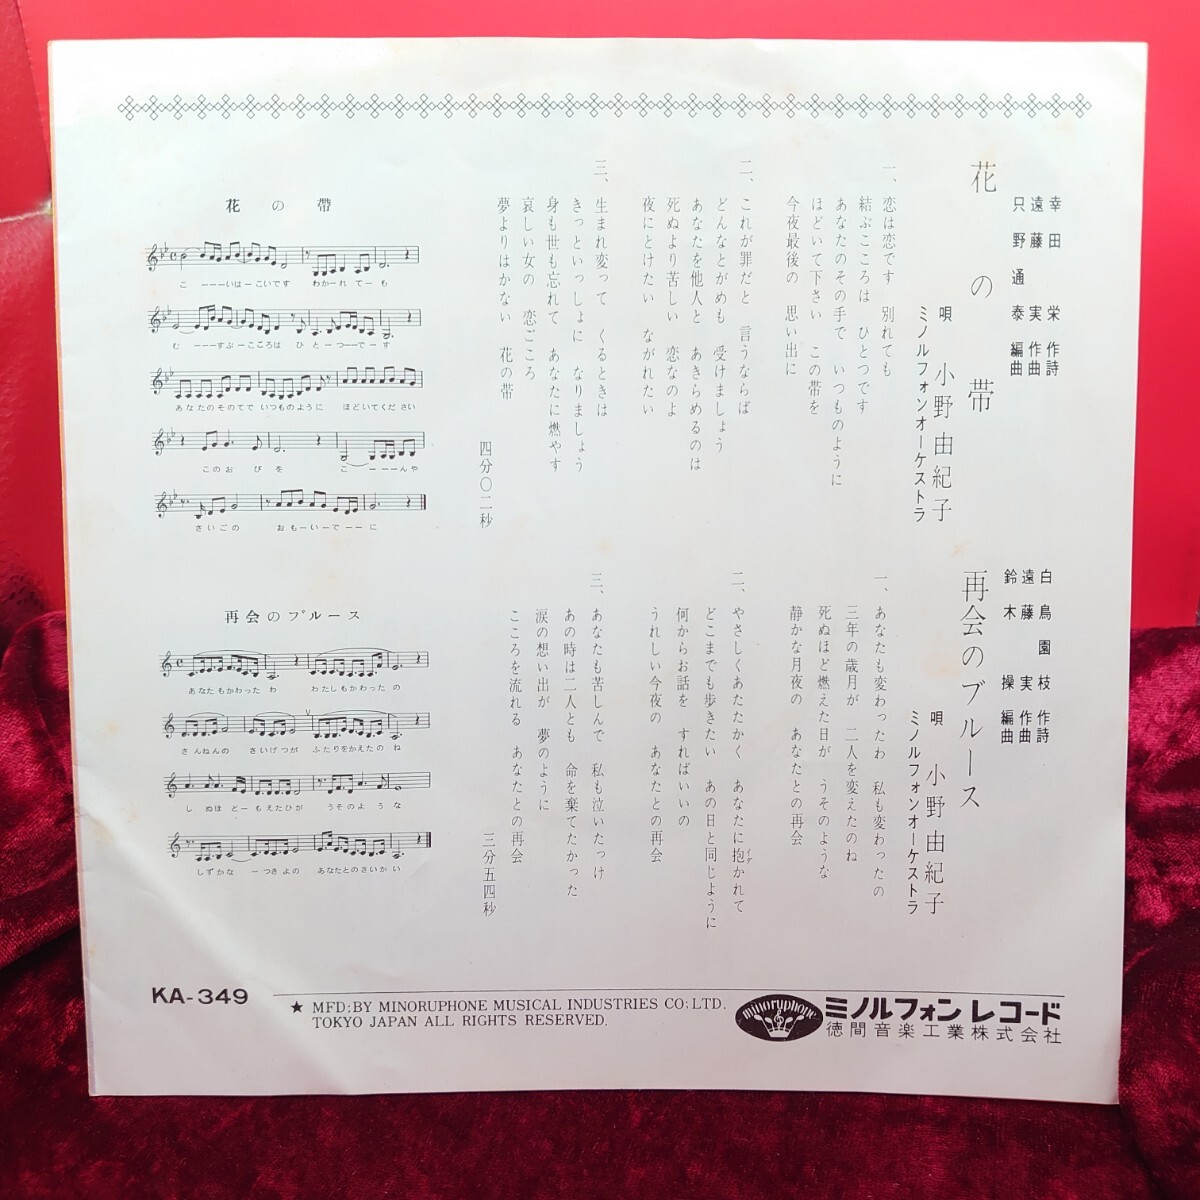 花の帯
幸田栄 作詩
遠藤実 作曲
只野通泰 編曲
唄 小野由紀子
ミノルフォンオーケストラ
一、恋は恋です 別れても
結ぶこころは ひとつです
あなたのその手で いつものように
ほどいて下さい この帯を
今夜最後の 思い出に
二、これが罪だと 言うならば
どんなとがめも 受けましょう
あなたを他人と あきらめるのは
死ぬより苦しい 恋なのよ
夜にとけたい ながれたい
三、生まれ変って くるときは
きっといっしょに なりましょう
身も世も忘れて あなたに燃やす
哀しい女の 恋ごころ
夢よりはかない 花の帯
四分〇二秒
花の帶
こーーーいはーこいです わかーれ てーも
むーーーすぶーこころは ひ とーつーーで－す
あなたのそのてで いつものように ほどいてください
このお び を こーーーんや
さいごの おもーいーでーーに
再会のブルース
白鳥園枝 作詩
遠藤実 作曲
鈴木操 編曲
唄 小野由紀子
ミノルフォンオーケストラ
一、あなたも変わったわ 私も変わったの
三年の歳月が 二人を変えたのね
死ぬほど燃えた日が うそのような
静かな月夜の あなたとの再会
二、やさしくあたたかく あなたに抱かれて
どこまでも歩きたい あの日と同じように
何からお話を すればいいの
うれしい今夜の あなたとの再会
三、あなたも苦しんで 私も泣いたっけ
あの時は二人とも 命を棄てたかった
涙の想い出が 夢のように
こころを流れる あなたとの再会
三分五四秒
再会のブルース
あなたもかわったわ わたしもかわったの
さんねんの さいげつが ふたりをかえたの ね
し ぬほ どーもえたひが うそのよ う な
しずかな ーつきよの あなたとのさいかい
KA-349
★ MFD:BY MINORUPHONE MUSICAL INDUSTRIES CO:LTD.
TOKYO JAPAN ALL RIGHTS RESERVED.
minoruphone
ミノルフォンレコード
徳間音楽工業株式会社